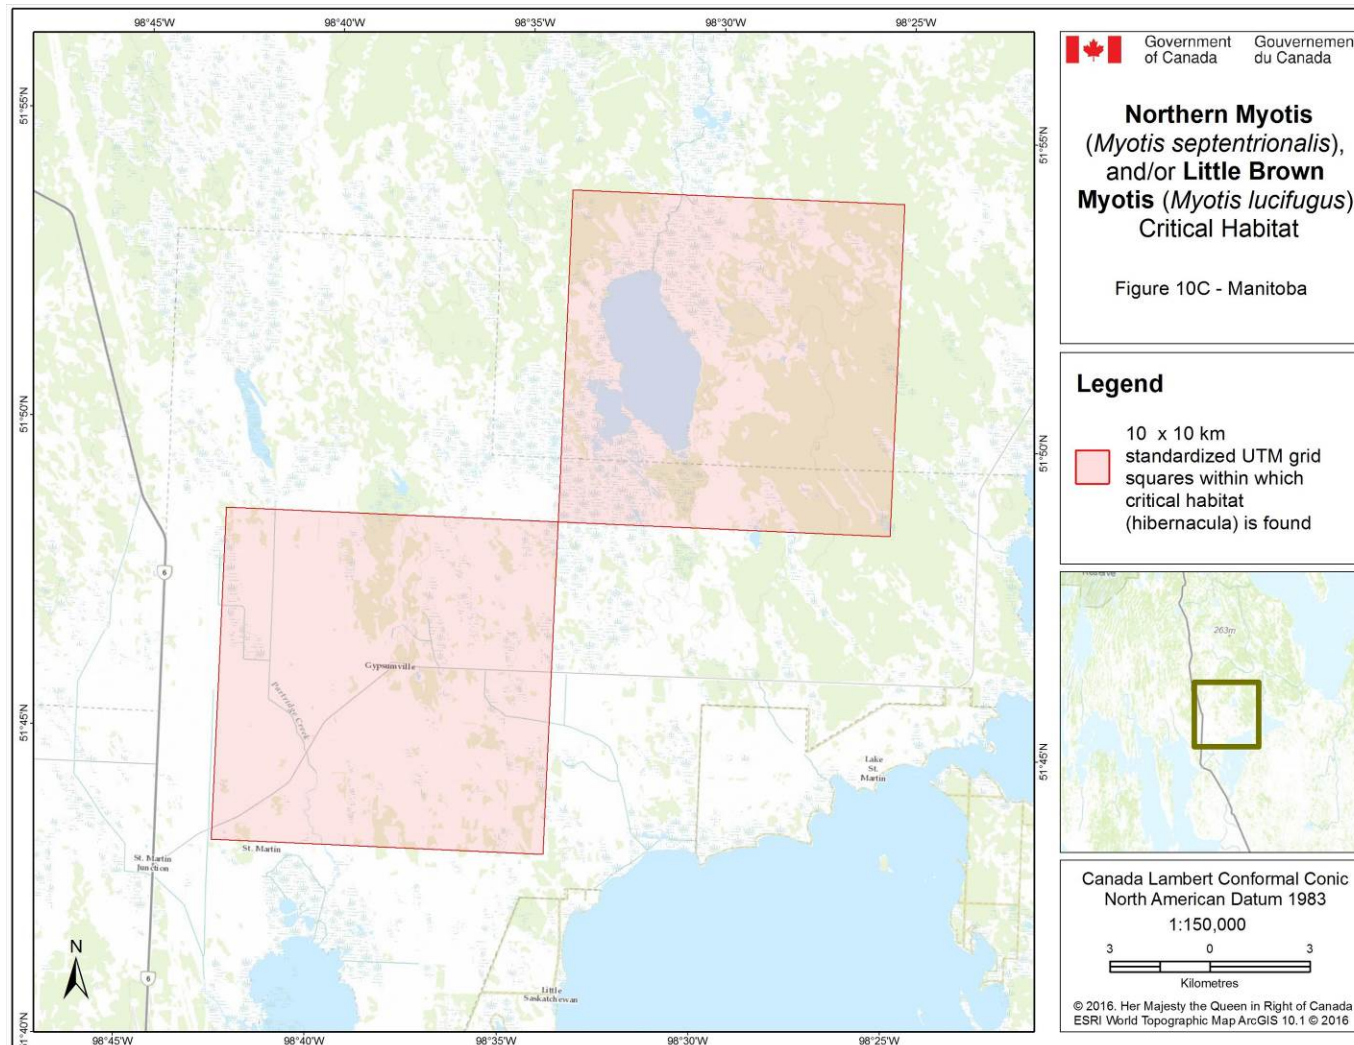 98°45'W 98°40'W 98°35'W 98°30'W 98°25'W
51°55'N
51°50'N
51°45'N
51°40'N
51°55'N
51°50'N
51°45'N
6
Gypsumville
Partridge Creek
St. Martin
Junction
St. Martin
Lake
St.
Martin
Little
Saskatchewan
6
N
98°45'W 98°40'W 98°35'W 98°30'W 98°25'W
Government
of Canada
Gouvernemen
du Canada
Northern Myotis
(Myotis septentrionalis),
and/or Little Brown
Myotis (Myotis lucifugus)
Critical Habitat
Figure 10C - Manitoba
Legend
10 x 10 km
standardized UTM grid
squares within which
critical habitat
(hibernacula) is found
263m
Canada Lambert Conformal Conic
North American Datum 1983
1:150,000
3 0 3
Kilometres
© 2016. Her Majesty the Queen in Right of Canada
ESRI World Topographic Map ArcGIS 10.1 © 2016